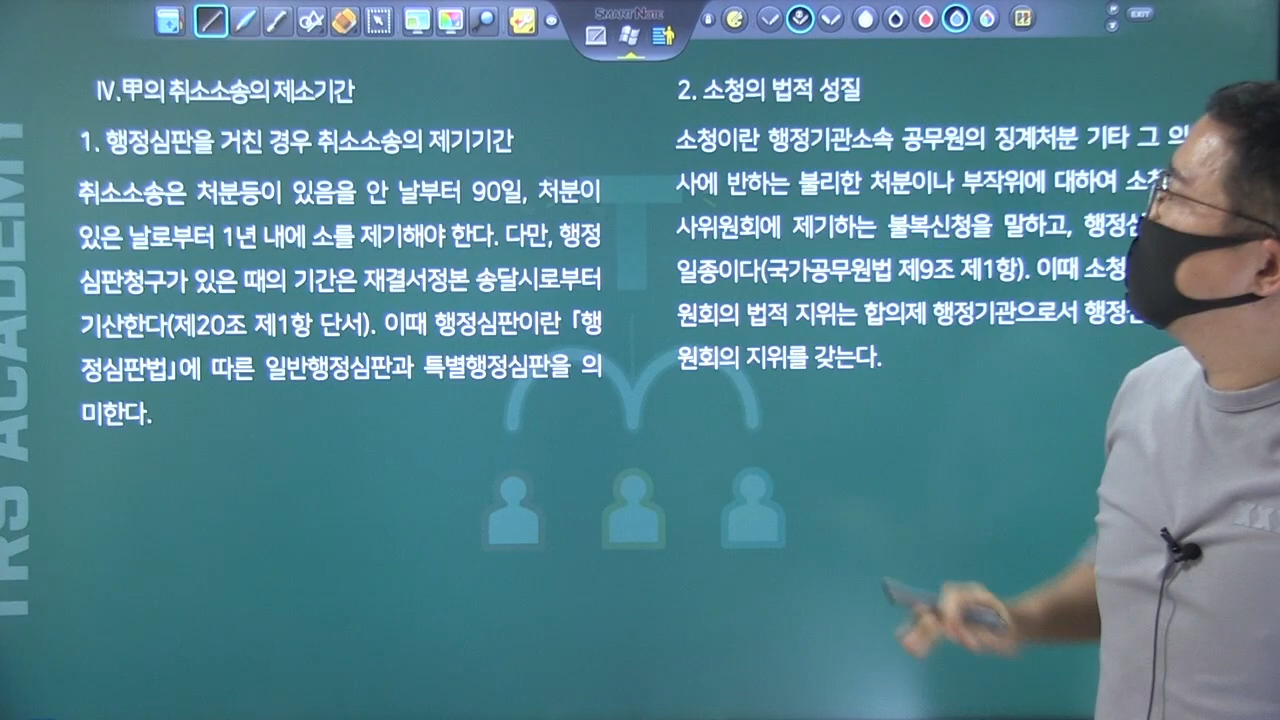 SMART NOTE
EXIT
TRS ACADEMY
Ⅳ.甲의 취소소송의 제소기간
1. 행정심판을 거친 경우 취소소송의 제기기간
취소소송은 처분등이 있음을 안 날부터 90일, 처분이
있은 날로부터 1년 내에 소를 제기해야 한다. 다만, 행정
심판청구가 있은 때의 기간은 재결서정본 송달시로부터
기산한다(제20조 제1항 단서). 이때 행정심판이란 「행
정심판법」에 따른 일반행정심판과 특별행정심판을 의
미한다.
2. 소청의 법적 성질
소청이란 행정기관소속 공무원의 징계처분 기타 그 의
사에 반하는 불리한 처분이나 부작위에 대하여
사위원회에 제기하는 불복신청을 말하고,
일종이다(국가공무원법 제9조 제1항). 이때 소청
원회의 법적 지위는 합의제 행정기관으로서
원회의 지위를 갖는다.